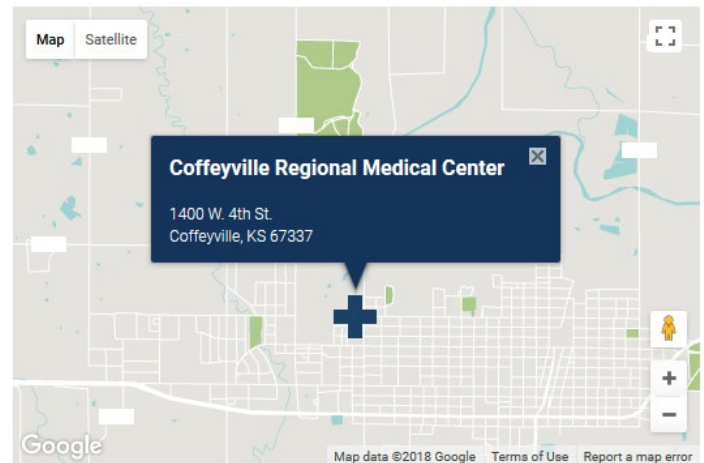 Map Satellite
Coffeyville Regional Medical Center
1400 W. 4th St.
Coffeyville, KS 67337
+
−
Google
Map data ©2018 Google Terms of Use Report a map error